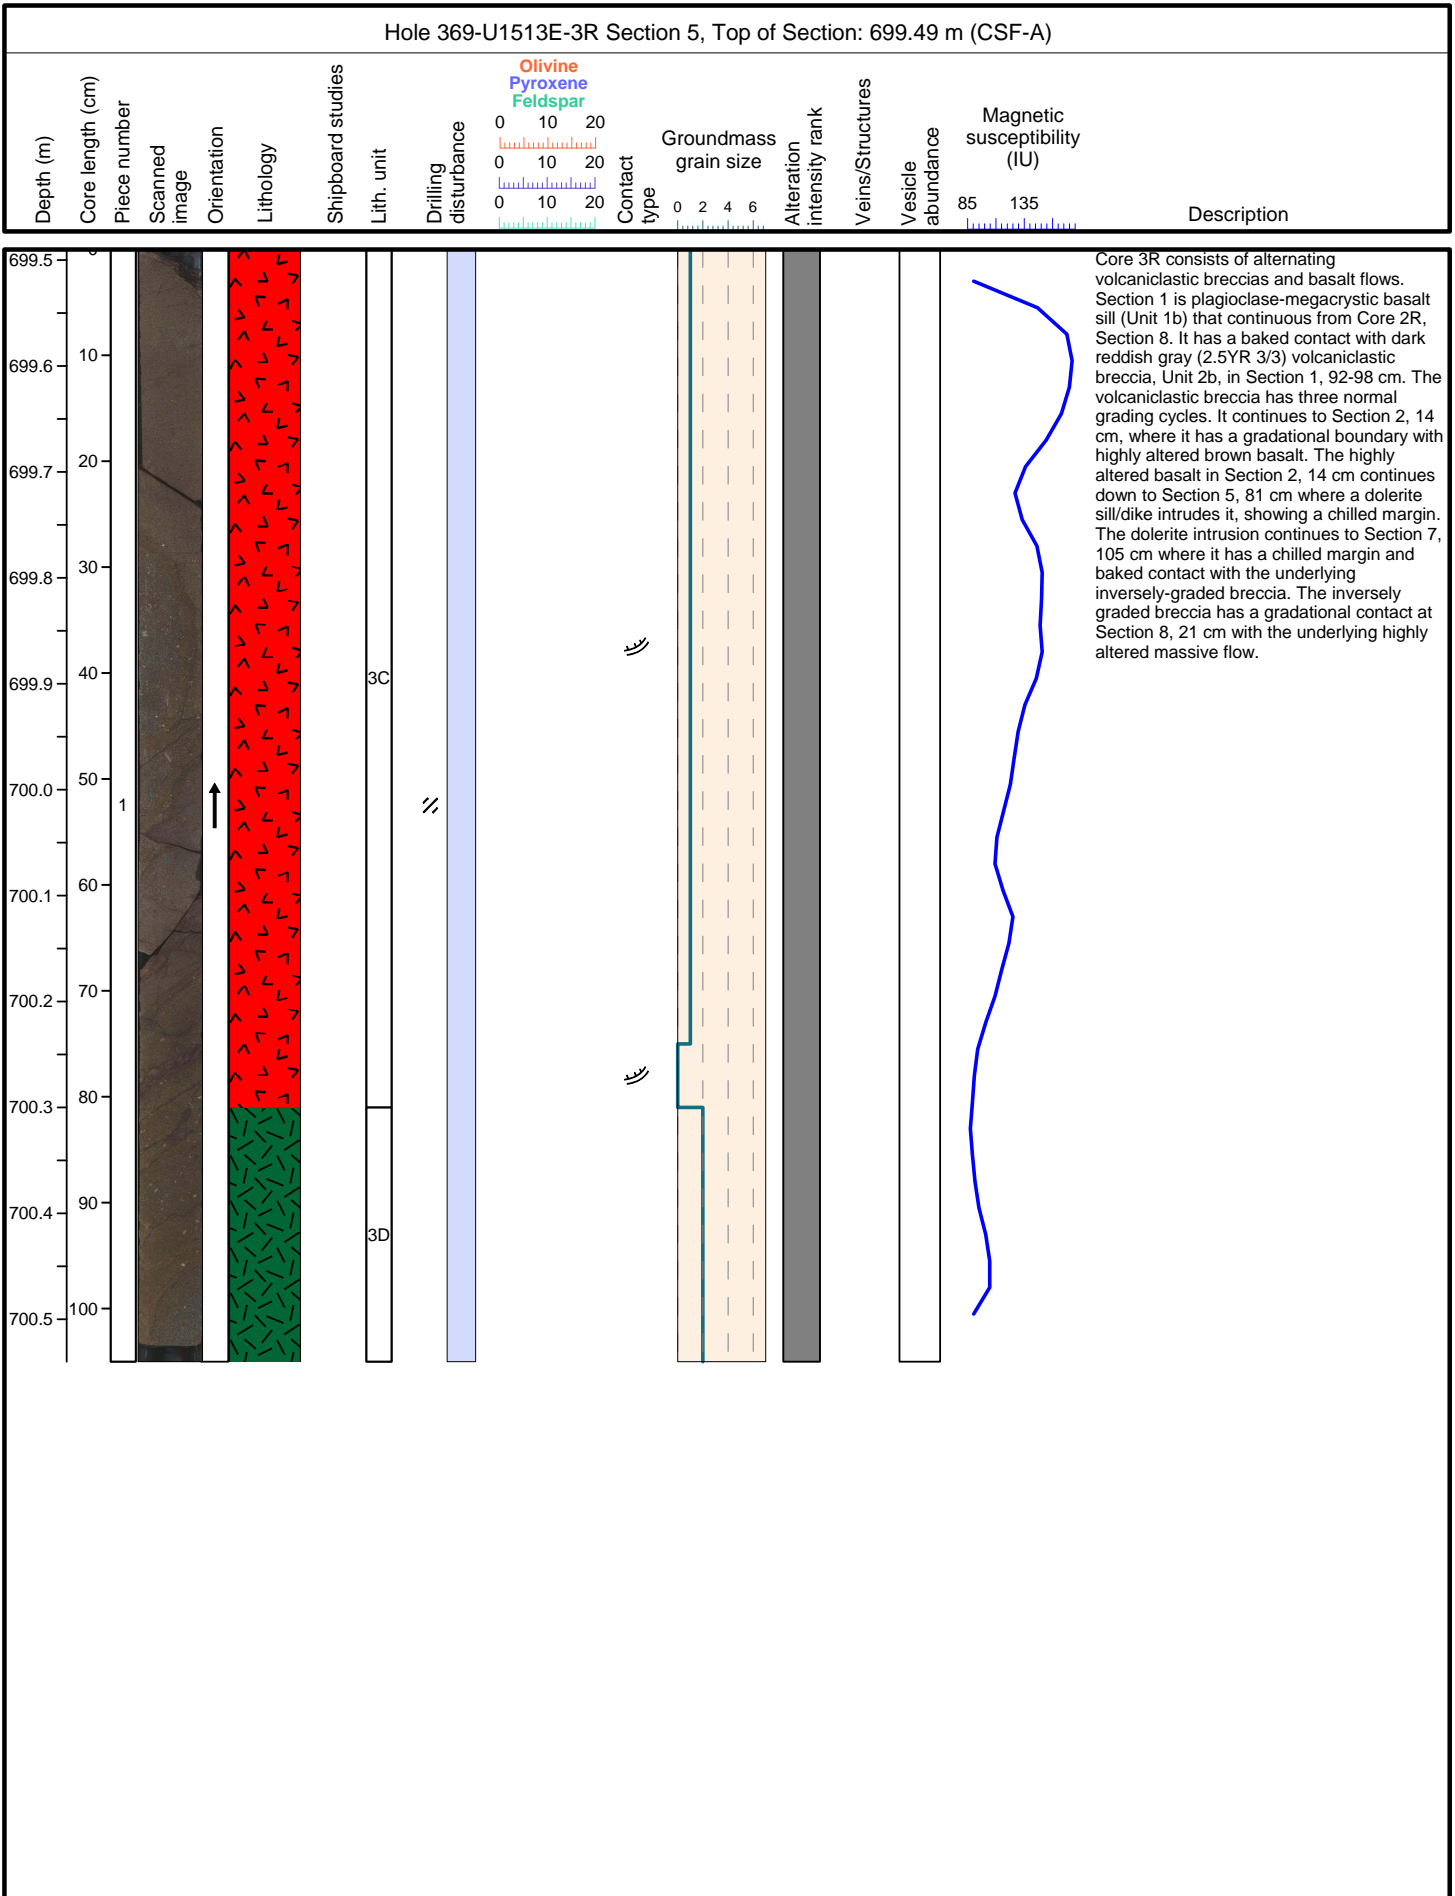 Hole 369-U1513E-3R Section 5, Top of Section: 699.49 m (CSF-A)
Depth (m)
Core length (cm)
Piece number
Scanned
image
Orientation
Lithology
Shipboard studies
Lith. unit
Drilling
disturbance
Olivine
Pyroxene
Feldspar
0 10 20
0 10 20
0 10 20
Contact
type
Groundmass
grain size
0 2 4 6
Alteration
intensity rank
Veins/Structures
Vesicle
abundance
Magnetic
susceptibility
(IU)
85 135
Description
699.5
699.6
699.7
699.8
699.9
700.0
700.1
700.2
700.3
700.4
700.5
0
10
20
30
40
50
60
70
80
90
100
1
3C
3D
Core 3R consists of alternating
volcaniclastic breccias and basalt flows.
Section 1 is plagioclase-megacrystic basalt
sill (Unit 1b) that continuous from Core 2R,
Section 8. It has a baked contact with dark
reddish gray (2.5YR 3/3) volcaniclastic
breccia, Unit 2b, in Section 1, 92-98 cm. The
volcaniclastic breccia has three normal
grading cycles. It continues to Section 2, 14
cm, where it has a gradational boundary with
highly altered brown basalt. The highly
altered basalt in Section 2, 14 cm continues
down to Section 5, 81 cm where a dolerite
sill/dike intrudes it, showing a chilled margin.
The dolerite intrusion continues to Section 7,
105 cm where it has a chilled margin and
baked contact with the underlying
inversely-graded breccia. The inversely
graded breccia has a gradational contact at
Section 8, 21 cm with the underlying highly
altered massive flow.